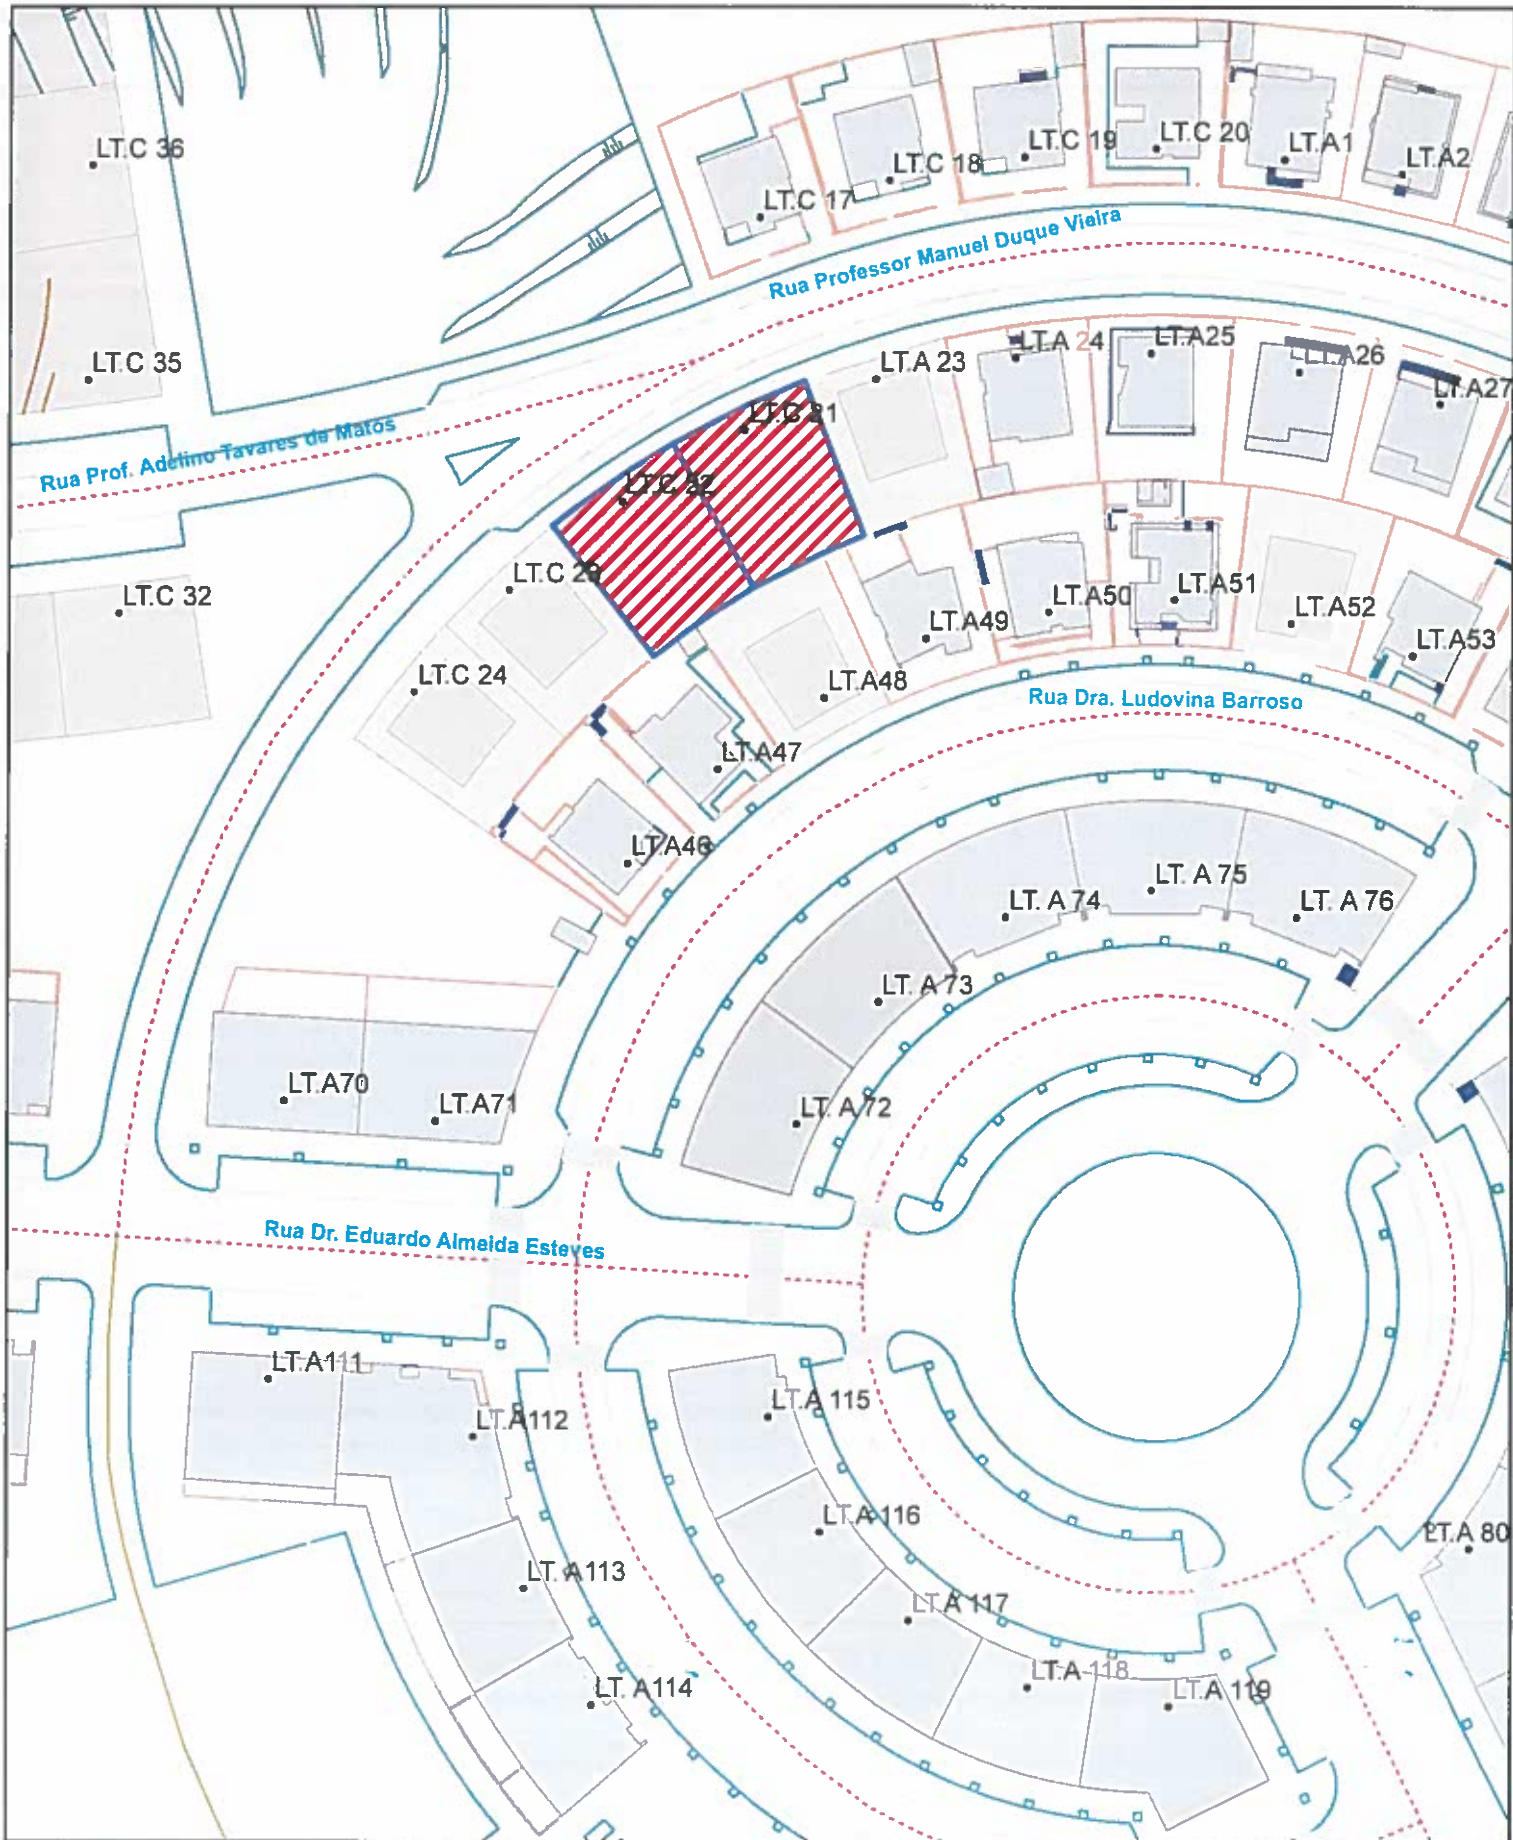 LT.C 36
LT.C 17
LT.C 18
LT.C 19
LT.C 20
LT.A1
LT.A2
Rua Professor Manuel Duque Vieira
LT.C 35
LT.A 23
LT.A 24
LT.A25
LT.A26
LT.A27
Rua Prof. Adelino Tavares de Matos
LT.C 21
LT.C 22
LT.C 23
LT.C 32
LT.C 24
LT.A49
LT.A50
LT.A51
LT.A52
LT.A53
LT.A48
Rua Dra. Ludovina Barroso
LT.A47
LT.A46
LT. A 74
LT. A 75
LT. A 76
LT. A 73
LT.A70
LT.A71
LT. A 72
Rua Dr. Eduardo Almeida Esteves
LT.A111
LT.A112
LT.A 115
LT.A 116
LT. A113
LT.A 117
LT.A 80
LT. A114
LT.A 118
LT.A 119